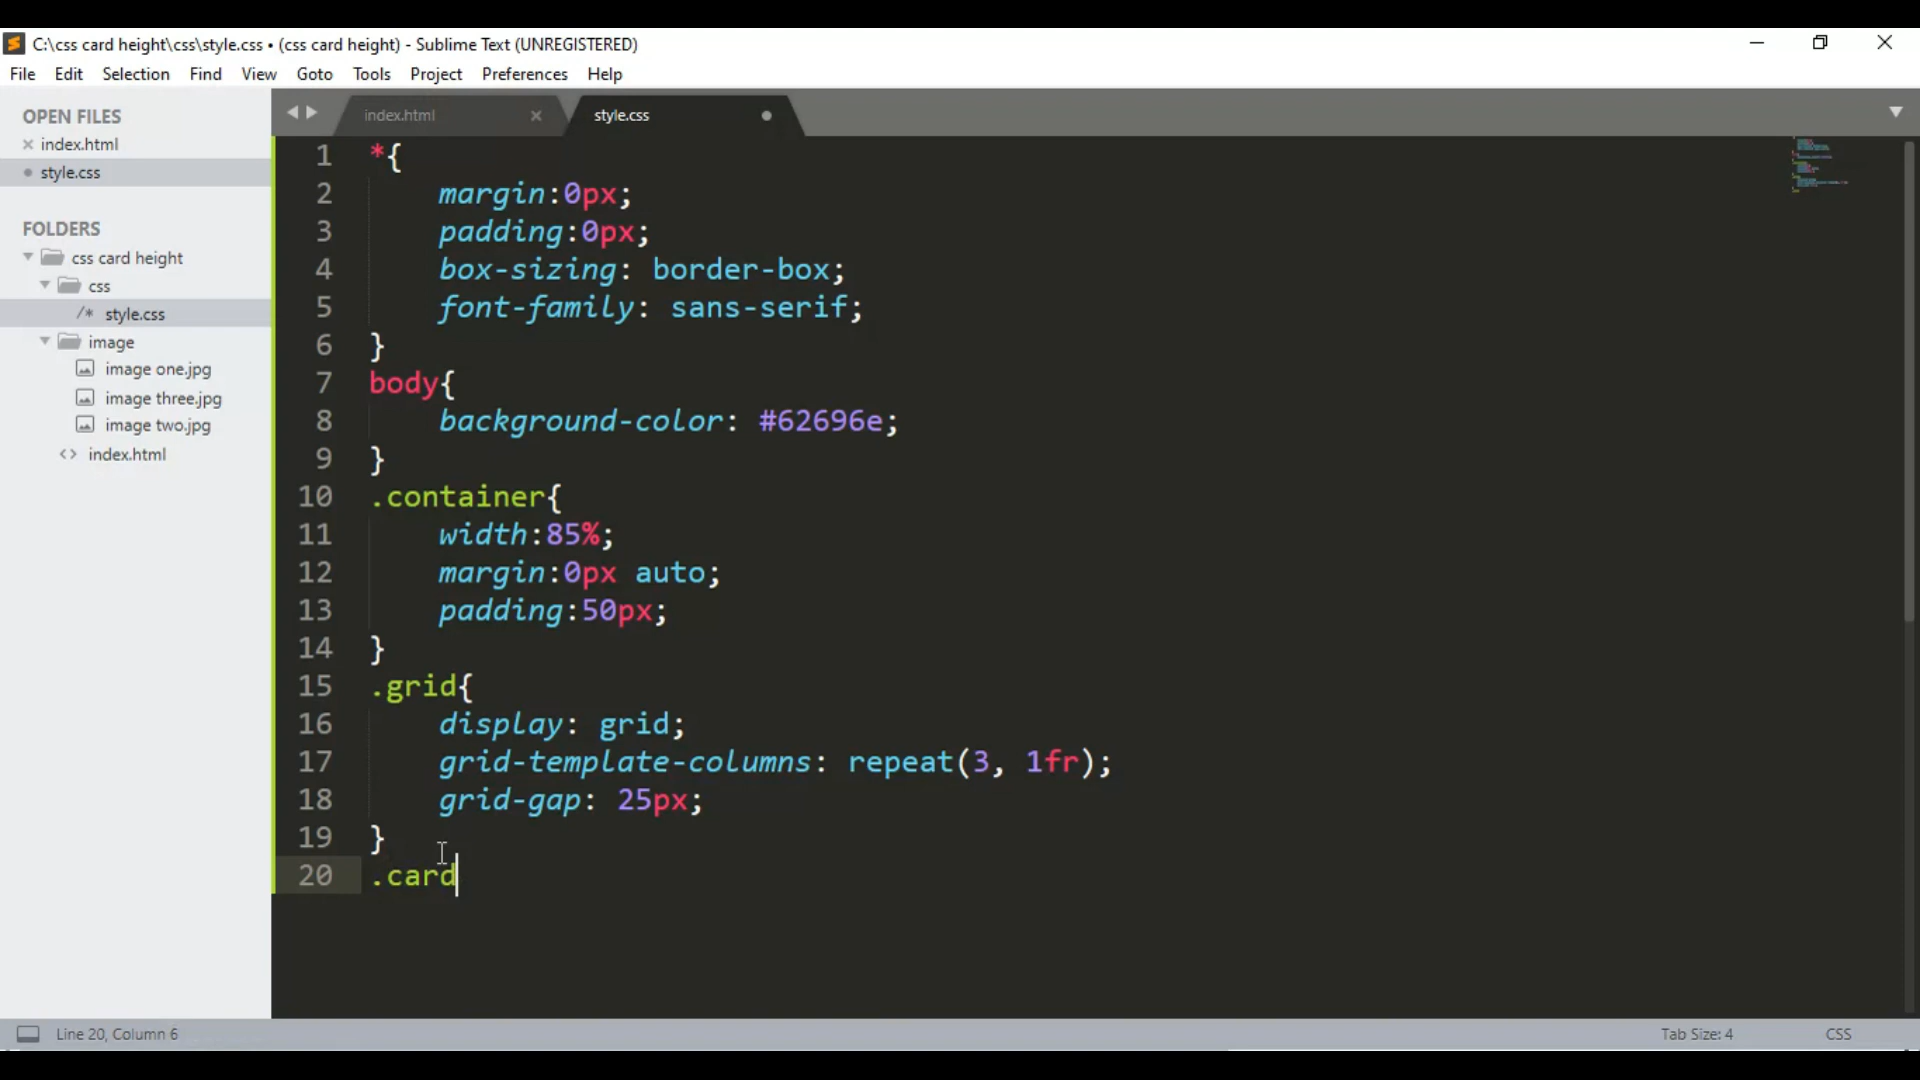 C:\css card height\css\style.css • (css card height) - Sublime Text (UNREGISTERED)
File Edit Selection Find View Goto Tools Project Preferences Help
OPEN FILES
index.html
style.css
FOLDERS
css card height
css
/* style.css
image
image one.jpg
image three.jpg
image two.jpg
<> index.html
index.html style.css
1 *{
2 margin:0px;
3 padding:0px;
4 box-sizing: border-box;
5 font-family: sans-serif;
6 }
7 body{
8 background-color: #62696e;
9 }
10 .container{
11 width:85%;
12 margin:0px auto;
13 padding:50px;
14 }
15 .grid{
16 display: grid;
17 grid-template-columns: repeat(3, 1fr);
18 grid-gap: 25px;
19 }
20 .card
Line 20, Column 6 Tab Size: 4 CSS